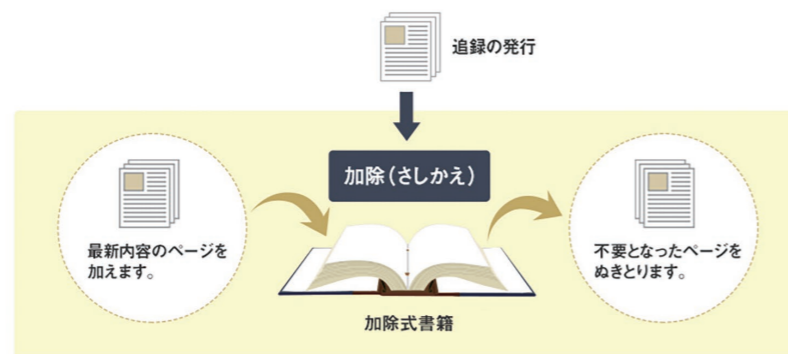 追録の発行
加除(さしかえ)
最新内容のページを
加えます。
不要となったページを
ぬきとります。
加除式書籍